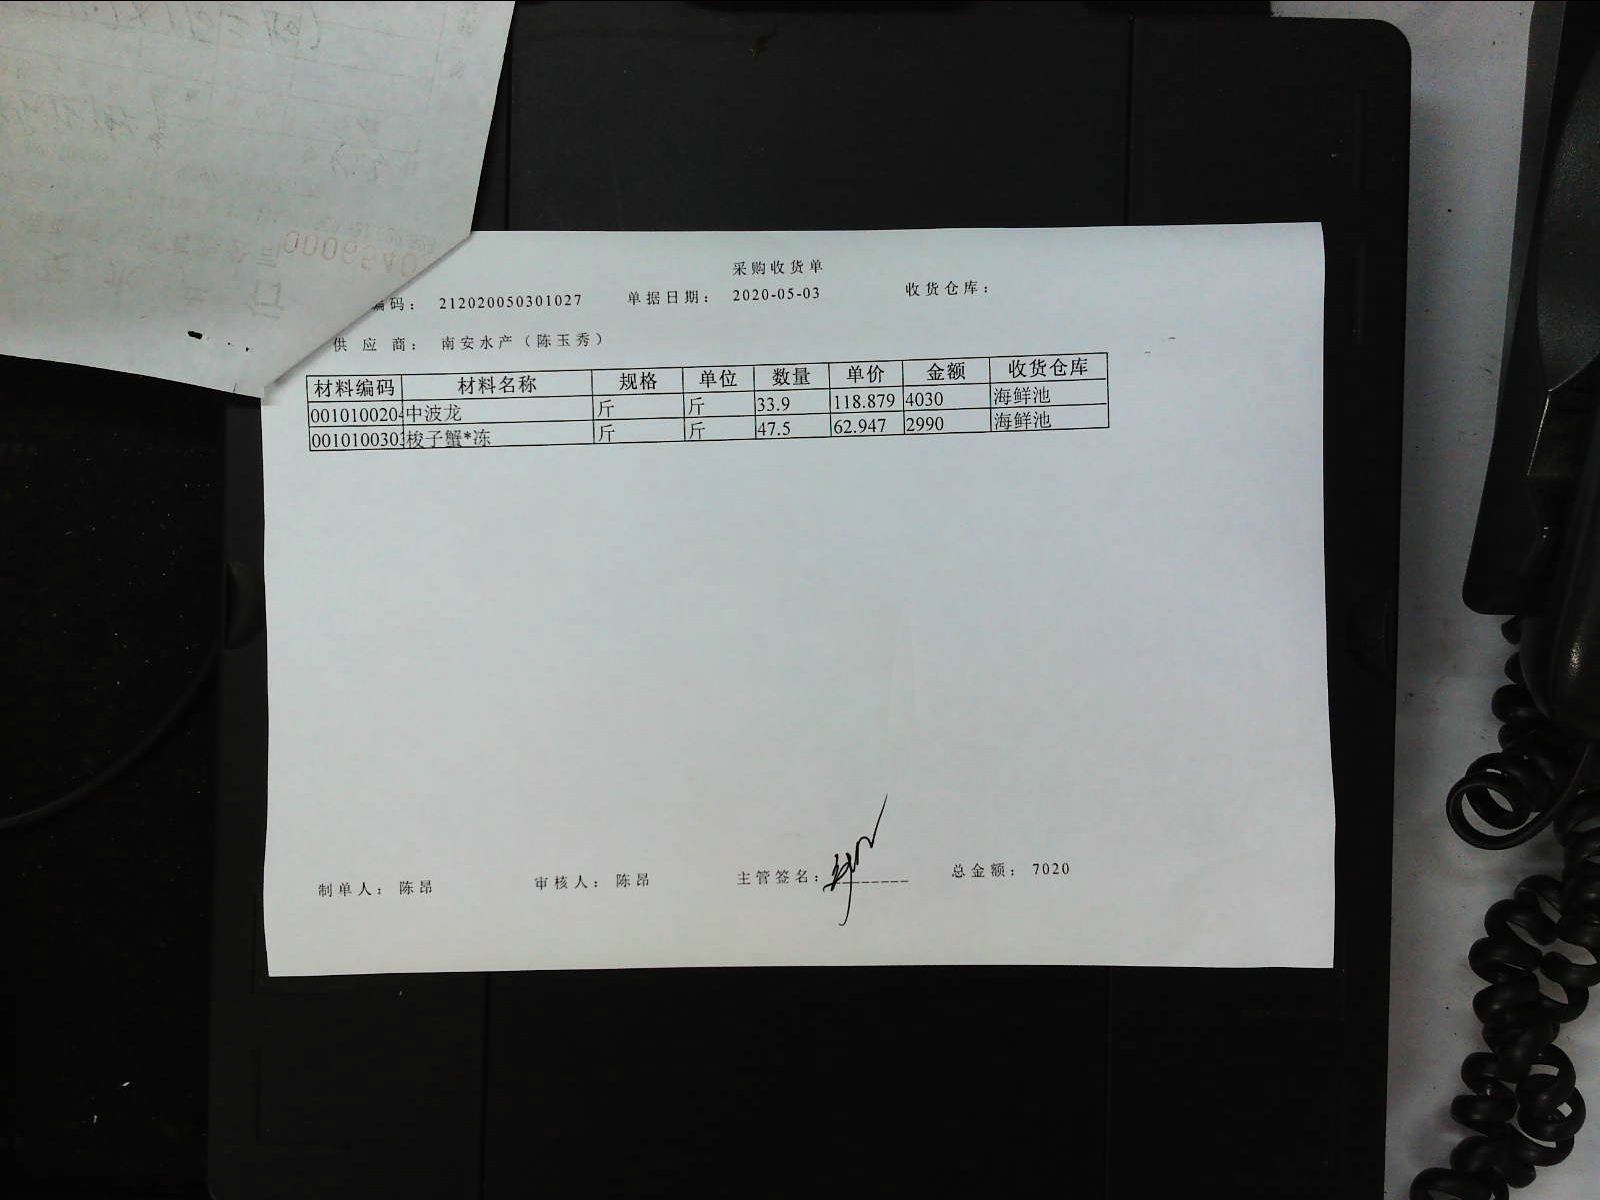 采购收货单
编码： 212020050301027 单据日期： 2020-05-03 收货仓库：
供应商： 南安水产（陈玉秀）
材料编码 材料名称 规格 单位 数量 单价 金额 收货仓库
001010020 中波龙 斤 斤 33.9 118.879 4030 海鲜池
001010030 梭子蟹*冻 斤 斤 47.5 62.947 2990 海鲜池
制单人： 陈昂 审核人： 陈昂 主管签名： 总金额： 7020
0006540